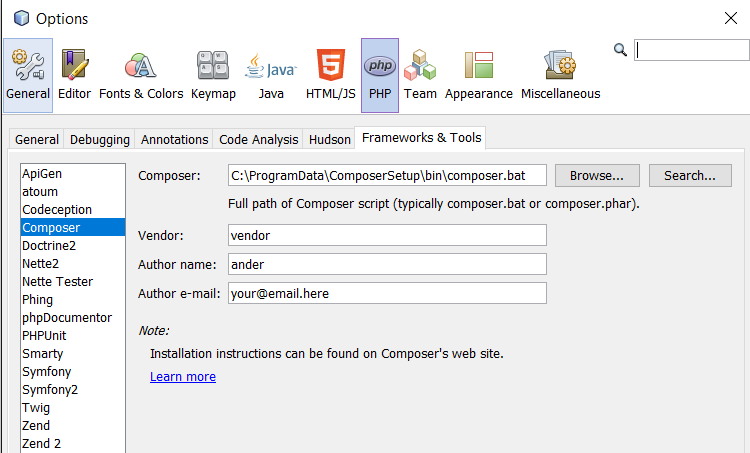 Options
General Editor Fonts & Colors Keymap Java HTML/JS PHP Team Appearance Miscellaneous
General Debugging Annotations Code Analysis Hudson Frameworks & Tools
ApiGen
atoum
Codeception
Composer
Doctrine2
Nette2
Nette Tester
Phing
phpDocumentor
PHPUnit
Smarty
Symfony
Symfony2
Twig
Zend
Zend 2
Composer: C:\ProgramData\ComposerSetup\bin\composer.bat Browse... Search...
Full path of Composer script (typically composer.bat or composer.phar).
Vendor: vendor
Author name: ander
Author e-mail: your@email.here
Note:
Installation instructions can be found on Composer's web site.
Learn more